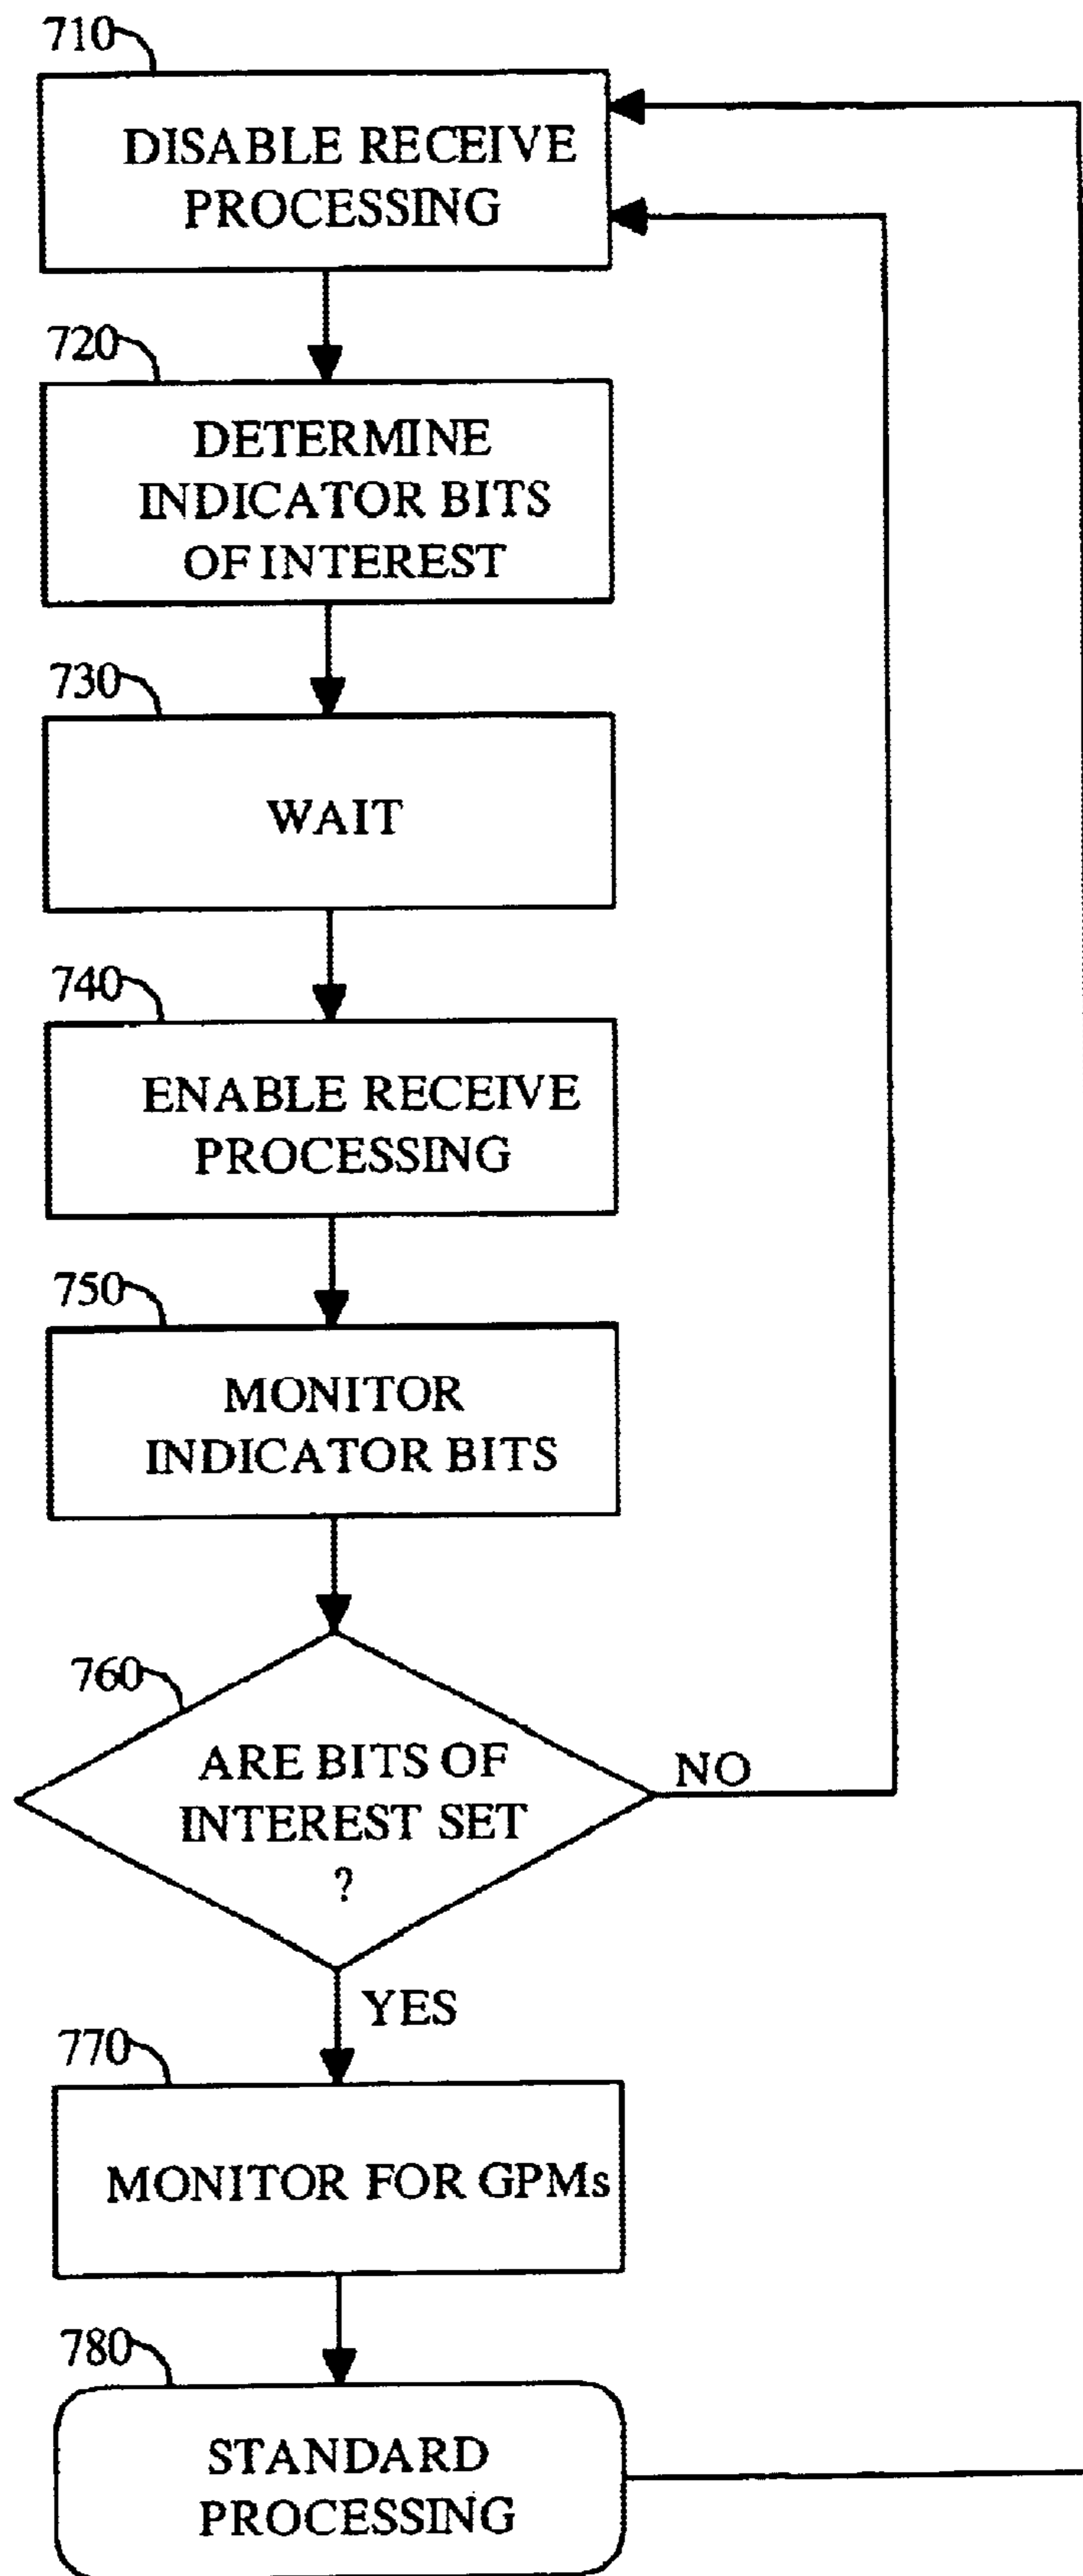 710
DISABLE RECEIVE
PROCESSING
720
DETERMINE
INDICATOR BITS
OF INTEREST
730
WAIT
740
ENABLE RECEIVE
PROCESSING
750
MONITOR
INDICATOR BITS
760
ARE BITS OF
INTEREST SET
?
NO
YES
770
MONITOR FOR GPMs
780
STANDARD
PROCESSING